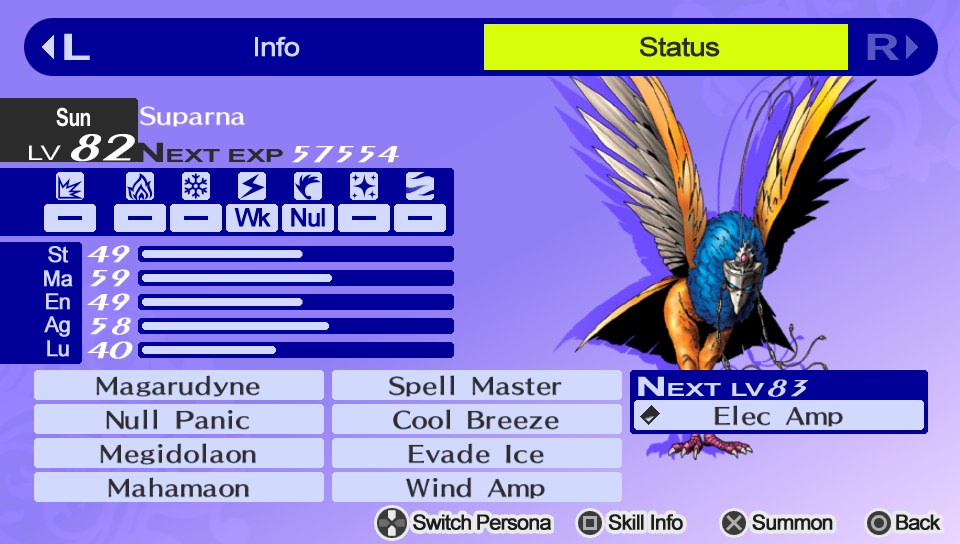 L Info Status R
Sun Suparna
LV 82 NEXT EXP 57554
– – – Wk Nul – –
St 49
Ma 59
En 49
Ag 58
Lu 40
Magarudyne Spell Master NEXT LV 83
Null Panic Cool Breeze Elec Amp
Megidolaon Evade Ice
Mahamaon Wind Amp
Switch Persona Skill Info Summon Back